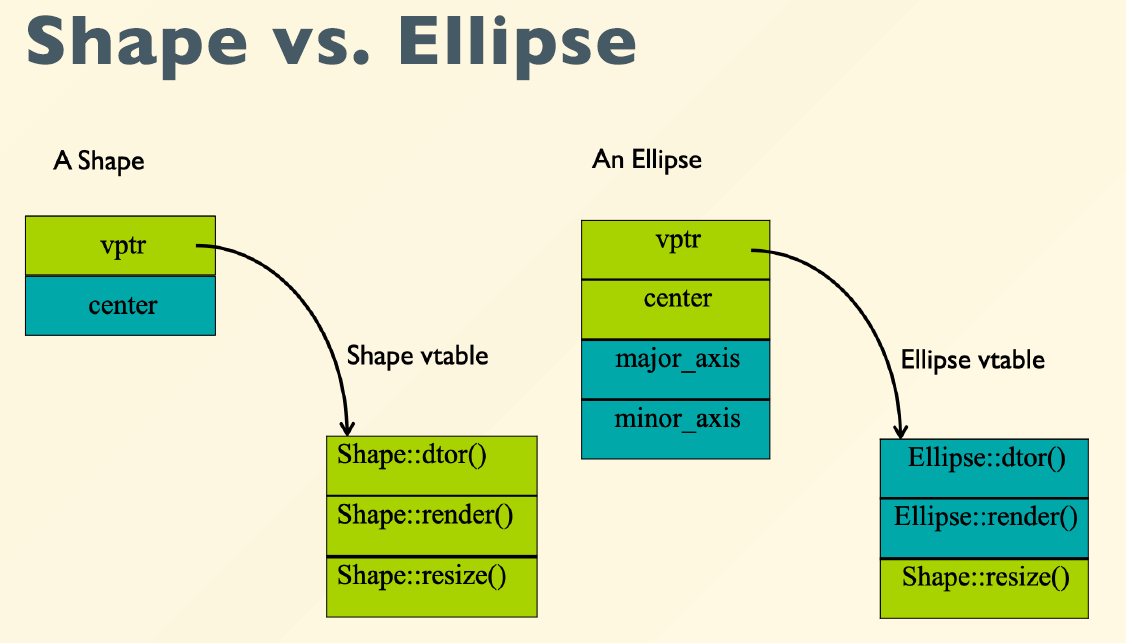 Shape vs. Ellipse
A Shape
vptr
center
Shape vtable
Shape::dtor()
Shape::render()
Shape::resize()
An Ellipse
vptr
center
major_axis
minor_axis
Ellipse vtable
Ellipse::dtor()
Ellipse::render()
Shape::resize()